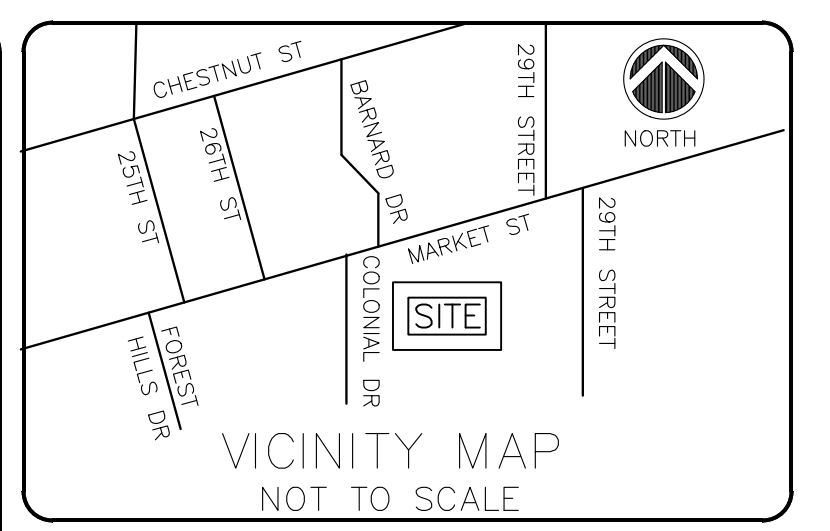 CHESTNUT ST
29TH STREET
NORTH
BARNARD DR
25TH ST
26TH ST
MARKET ST
29TH STREET
COLONIAL DR
SITE
FOREST
HILLS DR
VICINITY MAP
NOT TO SCALE